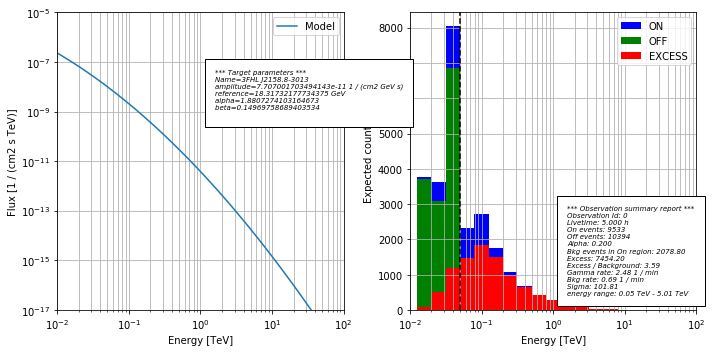 10⁻⁵
10⁻⁷
10⁻⁹
10⁻¹¹
10⁻¹³
10⁻¹⁵
10⁻¹⁷
Flux [1 / (cm2 s TeV)]
Model
*** Target parameters ***
Name=3FHL J2158.8-3013
amplitude=7.707001703494143e-11 1 / (cm2 GeV s)
reference=18.31732177734375 GeV
alpha=1.8807274103164673
beta=0.14969758689403534
10⁻² 10⁻¹ 10⁰ 10¹ 10²
Energy [TeV]
8000
5000
4000
3000
2000
1000
0
Expected
ON
OFF
EXCESS
*** Observation summary report ***
Observation Id: 0
Livetime: 5.000 h
On events: 9533
Off events: 10394
Alpha: 0.200
Bkg events in On region: 2078.80
Excess: 7454.20
Excess / Background: 3.59
Gamma rate: 2.48 1 / min
Bkg rate: 0.69 1 / min
Sigma: 101.81
energy range: 0.05 TeV - 5.01 TeV
10⁻² 10⁻¹ 10⁰ 10¹ 10²
Energy [TeV]